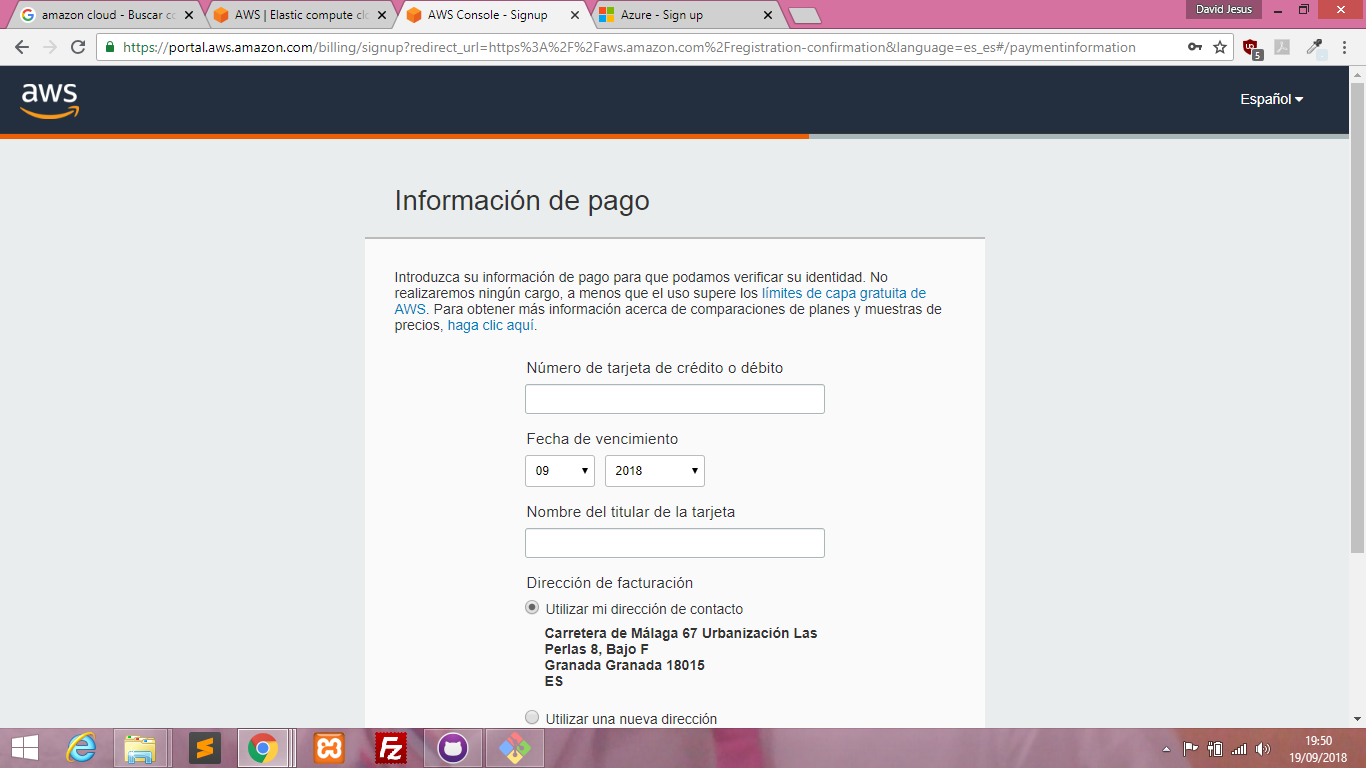 amazon cloud - Buscar co
AWS | Elastic compute clo
AWS Console - Signup
Azure - Sign up
David Jesus
https://portal.aws.amazon.com/billing/signup?redirect_url=https%3A%2F%2Faws.amazon.com%2Fregistration-confirmation&language=es_es#/paymentinformation
5
aws
Español
Información de pago
Introduzca su información de pago para que podamos verificar su identidad. No
realizaremos ningún cargo, a menos que el uso supere los límites de capa gratuita de
AWS. Para obtener más información acerca de comparaciones de planes y muestras de
precios, haga clic aquí.
Número de tarjeta de crédito o débito
Fecha de vencimiento
09
2018
Nombre del titular de la tarjeta
Dirección de facturación
Utilizar mi dirección de contacto
Carretera de Málaga 67 Urbanización Las
Perlas 8, Bajo F
Granada Granada 18015
ES
Utilizar una nueva dirección
19:50
19/09/2018